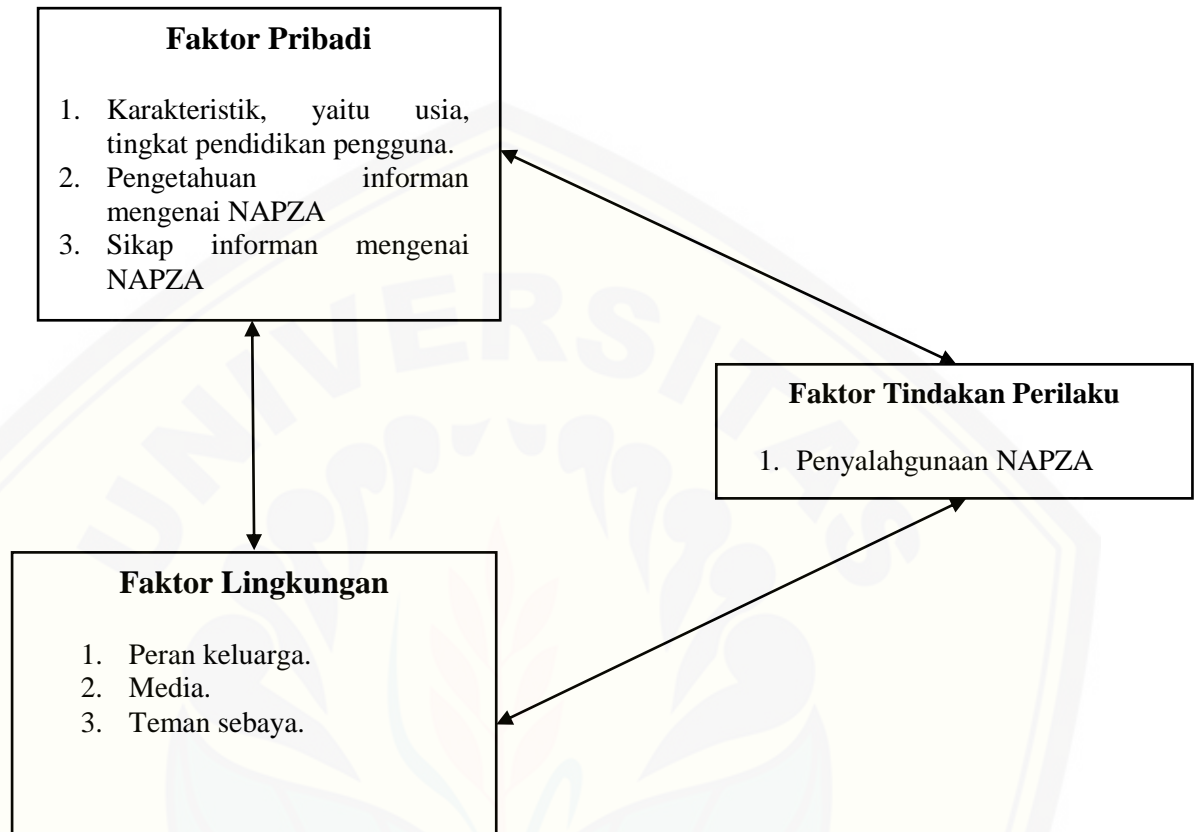 Faktor Pribadi
1. Karakteristik, yaitu usia,
tingkat pendidikan pengguna.
2. Pengetahuan informan
mengenai NAPZA
3. Sikap informan mengenai
NAPZA
Faktor Tindakan Perilaku
1. Penyalahgunaan NAPZA
Faktor Lingkungan
1. Peran keluarga.
2. Media.
3. Teman sebaya.
UNIVERSITAS